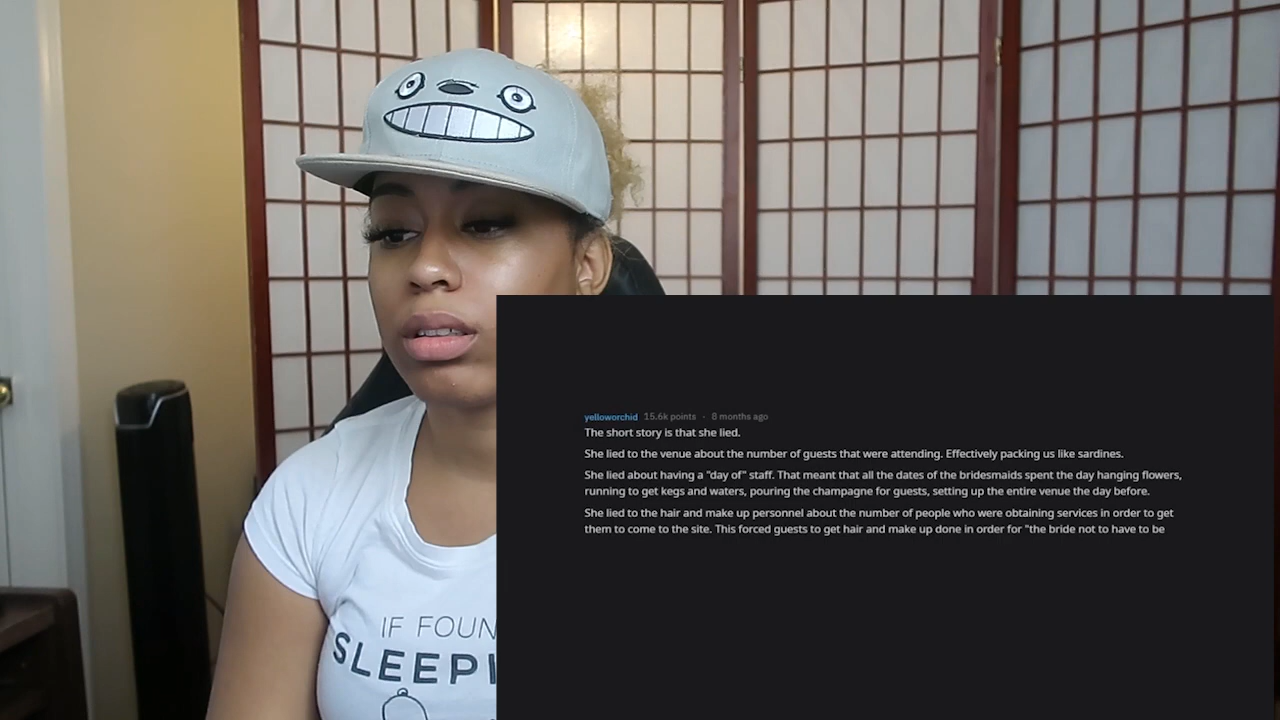 IF FOUN
SLEEPI
yelloworchid 15.6k points · 8 months ago
The short story is that she lied.
She lied to the venue about the number of guests that were attending. Effectively packing us like sardines.
She lied about having a "day of" staff. That meant that all the dates of the bridesmaids spent the day hanging flowers,
running to get kegs and waters, pouring the champagne for guests, setting up the entire venue the day before.
She lied to the hair and make up personnel about the number of people who were obtaining services in order to get
them to come to the site. This forced guests to get hair and make up done in order for "the bride not to have to be